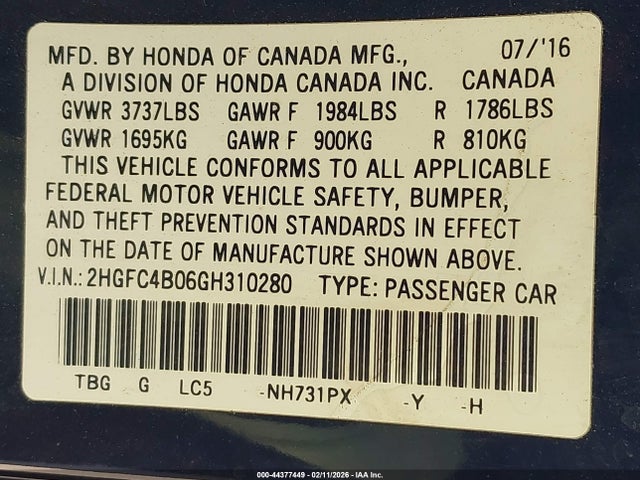 MFD. BY HONDA OF CANADA MFG., 07/'16
A DIVISION OF HONDA CANADA INC. CANADA
GVWR 3737LBS GAWR F 1984LBS R 1786LBS
GVWR 1695KG GAWR F 900KG R 810KG
THIS VEHICLE CONFORMS TO ALL APPLICABLE
FEDERAL MOTOR VEHICLE SAFETY, BUMPER,
AND THEFT PREVENTION STANDARDS IN EFFECT
ON THE DATE OF MANUFACTURE SHOWN ABOVE.
V.I.N.: 2HGFC4B06GH310280 TYPE: PASSENGER CAR
TBG G LC5 -NH731PX -Y -H
000-44377449 - 02/11/2026 - IAA Inc.